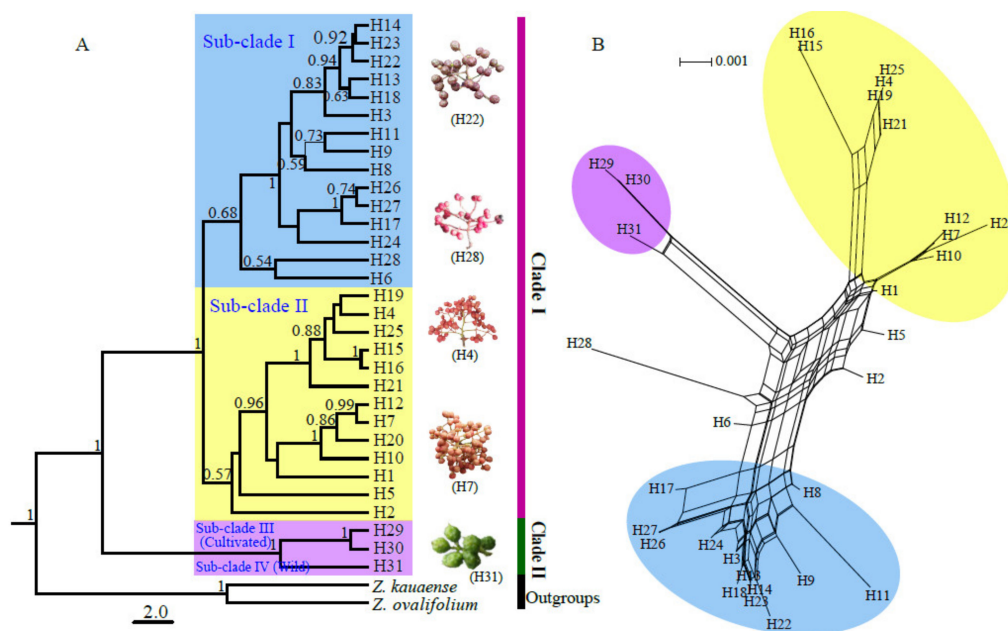 A
Sub-clade I
H14
0.92
H23
0.94
H22
0.83
H13
0.63
H18
H3
0.73
H11
H9
0.59
H8
1
0.74
H26
1
H27
H17
H24
0.68
H28
0.54
H6
(H22)
(H28)
Sub-clade II
H19
H4
0.88
H25
1
H15
1
H16
H21
1
0.96
0.99
H12
0.86
H7
H20
1
H10
H1
0.57
H5
H2
(H4)
(H7)
Clade I
1
Sub-clade III
(Cultivated)
1
H29
1
H30
Sub-clade IV (Wild)
H31
(H31)
Clade II
1
1
Z. kauaense
Z. ovalifolium
Outgroups
2.0
B
0.001
H16
H15
H25
H4
H19
H21
H29
H30
H31
H12
H7
H2
H10
H1
H5
H28
H2
H6
H17
H8
H27
H26
H24
H3
H18
H14
H23
H22
H9
H11